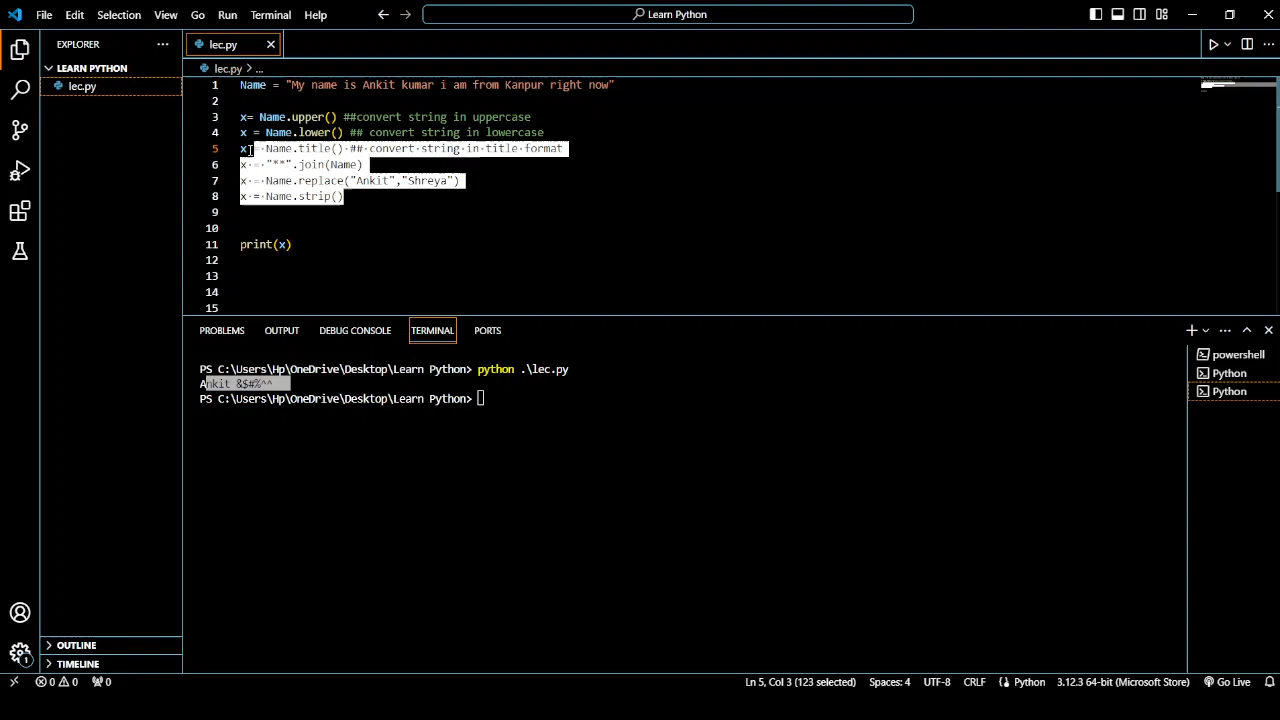 File Edit Selection View Go Run Terminal Help
Learn Python
EXPLORER
LEARN PYTHON
lec.py
OUTLINE
TIMELINE
lec.py
lec.py > ...
1 Name = "My name is Ankit kumar i am from Kanpur right now"
2
3 x= Name.upper() ##convert string in uppercase
4 x = Name.lower() ## convert string in lowercase
5 x = Name.title() ## convert string in title format
6 x = "**".join(Name)
7 x = Name.replace("Ankit","Shreya")
8 x = Name.strip()
9
10
11 print(x)
12
13
14
15
PROBLEMS OUTPUT DEBUG CONSOLE TERMINAL PORTS
PS C:\Users\Hp\OneDrive\Desktop\Learn Python> python .\lec.py
Ankit &$#%^^
PS C:\Users\Hp\OneDrive\Desktop\Learn Python>
powershell
Python
Python
1
0 0 0 Ln 5, Col 3 (123 selected) Spaces: 4 UTF-8 CRLF Python 3.12.3 64-bit (Microsoft Store) Go Live